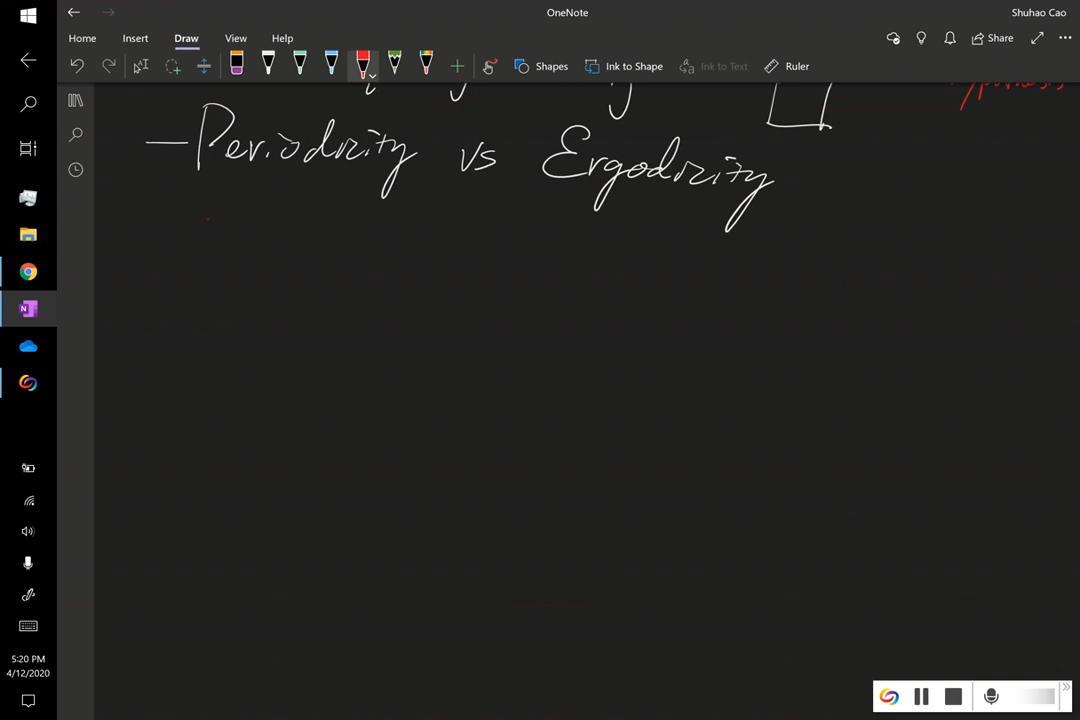 OneNote
Shuhao Cao
Home Insert Draw View Help
Share
Shapes Ink to Shape Ink to Text Ruler
- Periodicity vs Ergodicity
5:20 PM
4/12/2020